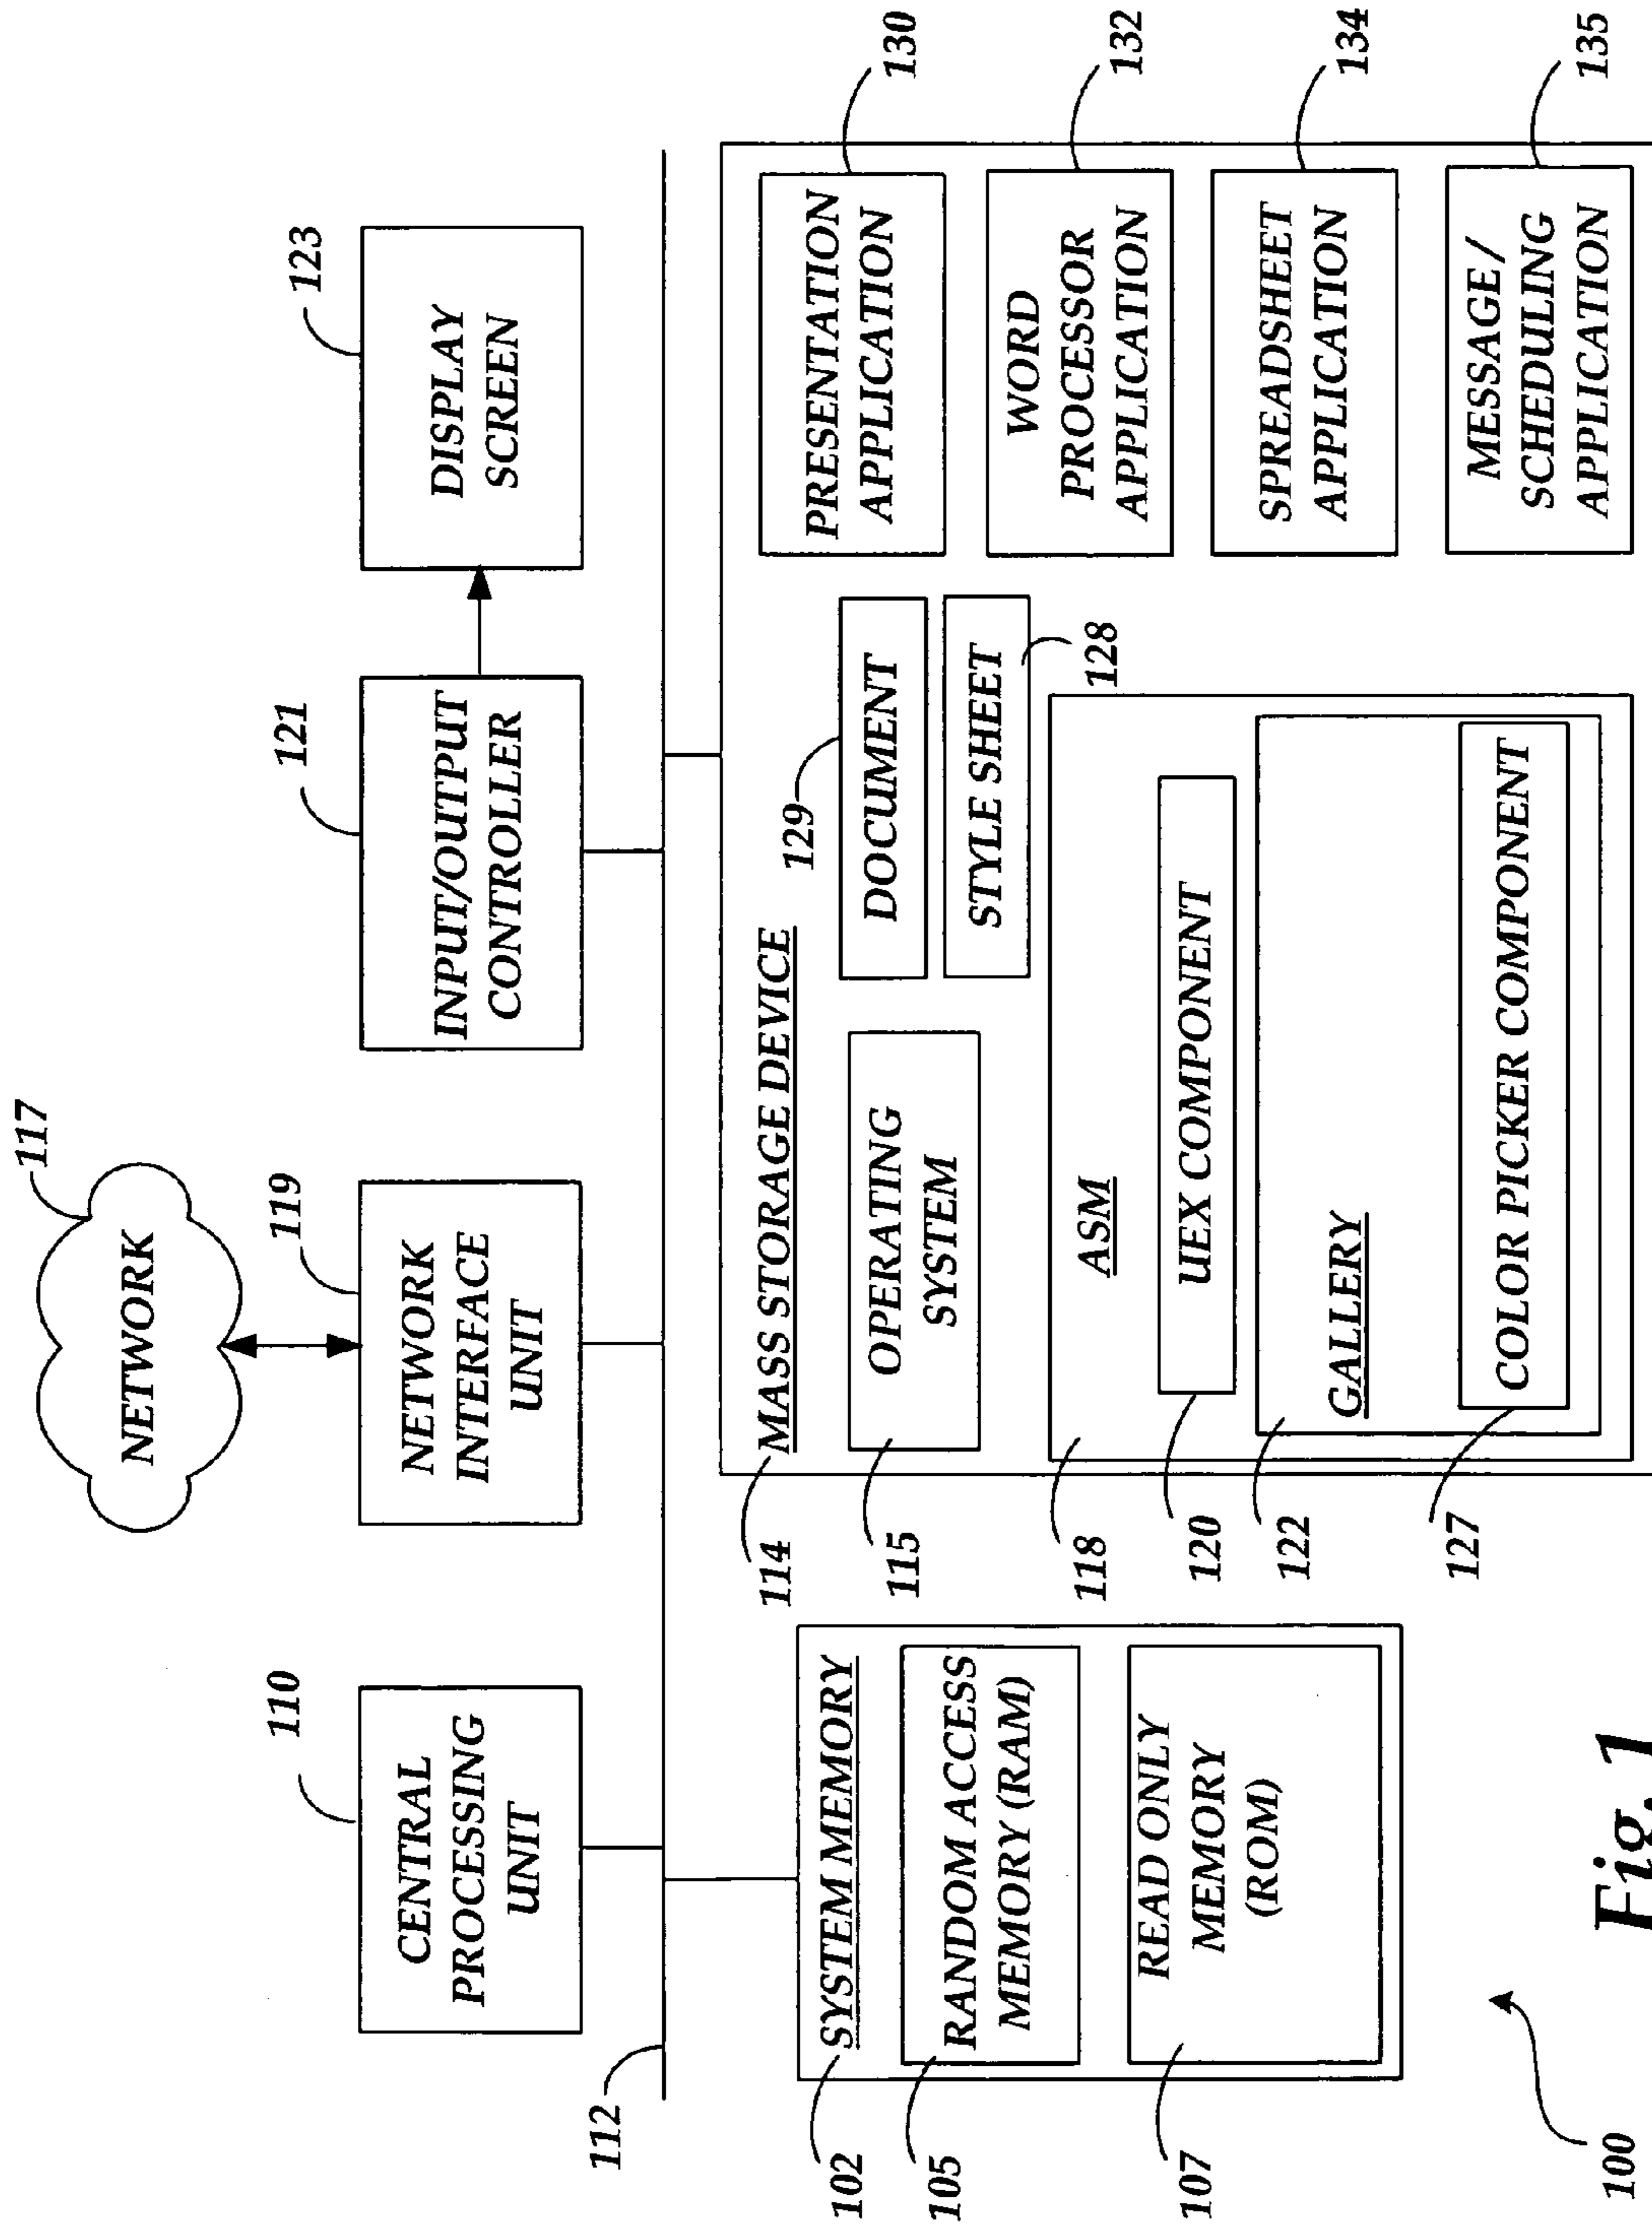 117
NETWORK
110
119
121
123
CENTRAL
PROCESSING
UNIT
NETWORK
INTERFACE
UNIT
INPUT/OUTPUT
CONTROLLER
DISPLAY
SCREEN
112
102
SYSTEM MEMORY
105
RANDOM ACCESS
MEMORY (RAM)
107
READ ONLY
MEMORY
(ROM)
114
MASS STORAGE DEVICE
115
OPERATING
SYSTEM
129
DOCUMENT
STYLE SHEET
128
118
ASM
120
UEX COMPONENT
122
GALLERY
127
COLOR PICKER COMPONENT
PRESENTATION
APPLICATION
130
WORD
PROCESSOR
APPLICATION
132
SPREADSHEET
APPLICATION
134
MESSAGE/
SCHEDULING
APPLICATION
135
100
Fig. 1